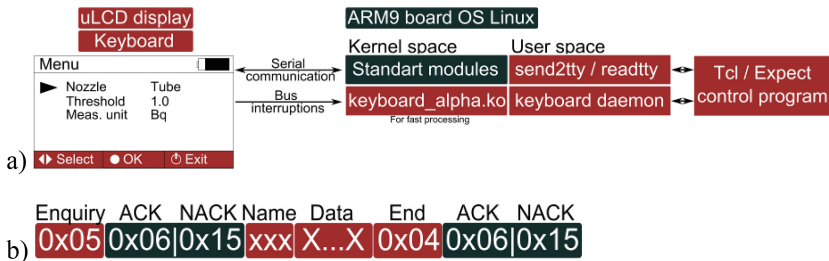 uLCD display
Keyboard
ARM9 board OS Linux
Menu
Nozzle Tube
Threshold 1.0
Meas. unit Bq
Select OK Exit
Serial communication
Bus interruptions
Kernel space User space
Standart modules send2tty / readtty
keyboard_alpha.ko keyboard daemon
For fast processing
Tcl / Expect
control program
a)
Enquiry ACK NACK Name Data End ACK NACK
b) 0x05 0x06|0x15 xxx X...X 0x04 0x06|0x15